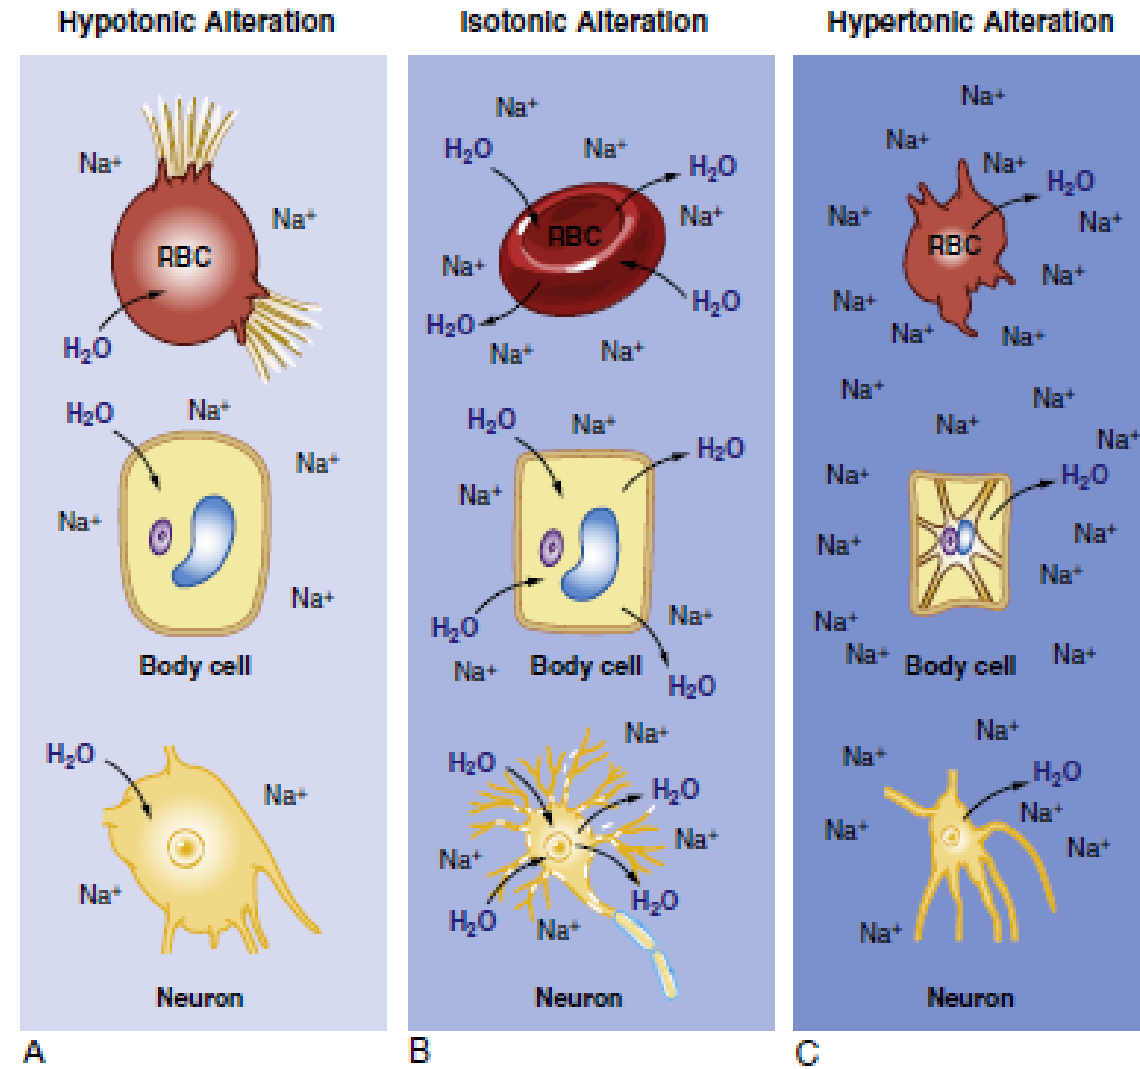 Hypotonic Alteration
Na⁺
Na⁺
RBC
H₂O
H₂O
Na⁺
Na⁺
Na⁺
Na⁺
Body cell
H₂O
Na⁺
Na⁺
Neuron
A
Isotonic Alteration
Na⁺
H₂O
Na⁺
H₂O
Na⁺
RBC
Na⁺
H₂O
H₂O
Na⁺
Na⁺
H₂O
Na⁺
H₂O
Na⁺
Na⁺
H₂O
Body cell
Na⁺
H₂O
Na⁺
H₂O
H₂O
Na⁺
Na⁺
H₂O
H₂O
Na⁺
Neuron
B
Hypertonic Alteration
Na⁺
Na⁺
Na⁺
H₂O
Na⁺
Na⁺
RBC
Na⁺
Na⁺
Na⁺
Na⁺
Na⁺
Na⁺
Na⁺
Na⁺
Na⁺
H₂O
Na⁺
Na⁺
Na⁺
Na⁺
Na⁺
Body cell
Na⁺
Na⁺
Na⁺
H₂O
Na⁺
Na⁺
Na⁺
Na⁺
Neuron
C